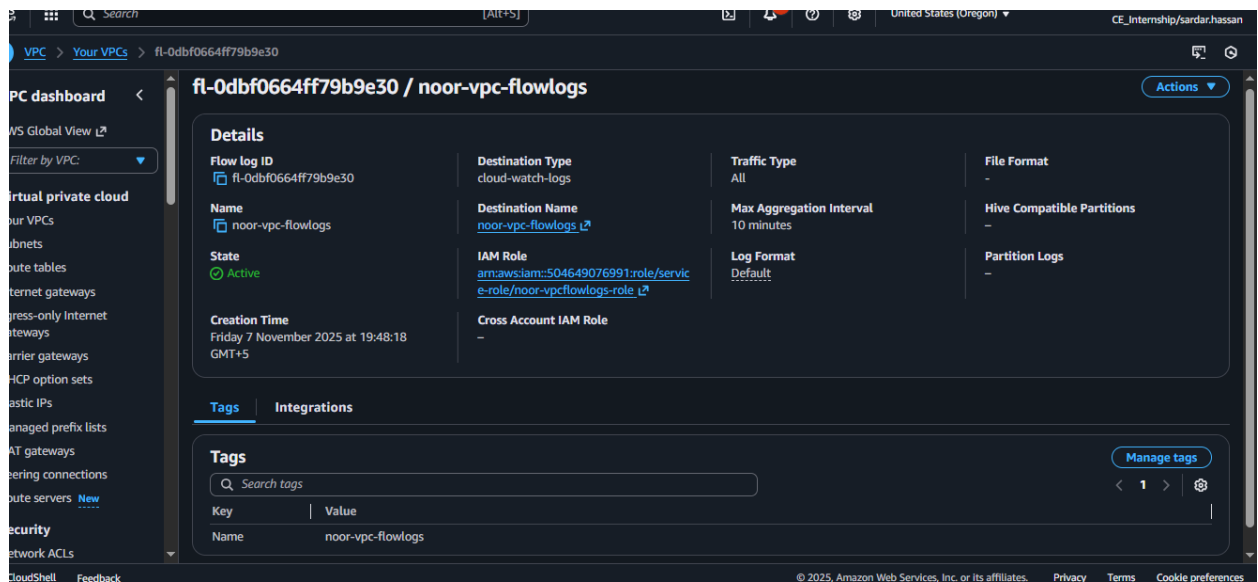 Search
[Alt+S]
United States (Oregon)
CE_Internship/sardar.hassan
VPC > Your VPCs > fl-0dbf0664ff79b9e30
PC dashboard
WS Global View
Filter by VPC:
irtual private cloud
our VPCs
ubnets
oute tables
ternet gateways
gress-only Internet
ateways
arrier gateways
HCP option sets
astic IPs
anaged prefix lists
AT gateways
eering connections
oute servers New
ecurity
etwork ACLs
fl-0dbf0664ff79b9e30 / noor-vpc-flowlogs
Actions
Details
Flow log ID
fl-0dbf0664ff79b9e30
Name
noor-vpc-flowlogs
State
Active
Creation Time
Friday 7 November 2025 at 19:48:18
GMT+5
Destination Type
cloud-watch-logs
Destination Name
noor-vpc-flowlogs
IAM Role
arn:aws:iam::504649076991:role/servic
e-role/noor-vpcflowlogs-role
Cross Account IAM Role
–
Traffic Type
All
Max Aggregation Interval
10 minutes
Log Format
Default
File Format
-
Hive Compatible Partitions
–
Partition Logs
–
Tags
Integrations
Tags
Manage tags
Search tags
1
Key Value
Name noor-vpc-flowlogs
CloudShell Feedback
© 2025, Amazon Web Services, Inc. or its affiliates. Privacy Terms Cookie preferences